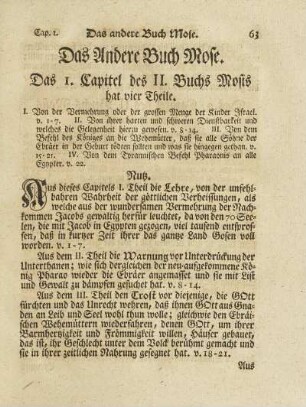 Cap. 1. Das andere Buch Mose. 63
Das Andere Buch Mose.
Das 1. Capitel des II. Buchs Mosis
hat vier Theile.
I. Von der Vermehrung oder der grossen Menge der Kinder Israel.
v. 1-7. II. Von ihrer harten und schweren Dienstbarkeit und
welches die Gelegenheit hierzu gewesen. v. 8-14. III. Von dem
Befehl des Königes an die Wehemütter, daß sie alle Söhne der
Ebräer in der Geburt tödten solten und was sie hingegen gethan. v.
15-21. IV. Von dem Tyrannischen Befehl Pharaonis an alle
Egypter. v. 22.
Nutz.
Aus dieses Capitels I. Theil die Lehre, von der unfehl-
baren Wahrheit der göttlichen Verheissungen, als
welche aus der wundersamen Vermehrung der Nach-
kommen Jacobs gewaltig herfür leuchtet, da von den 70 See-
len, die mit Jacob in Egypten gezogen, viel tausend entspros-
sen, daß in kurtzer Zeit ihrer das gantze Land Gosen voll
worden. v. 1-7.
Aus dem II. Theil die Warnung vor Unterdrückung der
Unterthanen; wie sich dergleichen der neu-aufgekommene Kö-
nig Pharao wieder die Ebräer angemasset und sie mit List
und Gewalt zu dämpfen gesuchet hat. v. 8-14.
Aus dem III. Theil den Trost vor diejenige, die GOtt
fürchten und das Unrecht wehren, daß ihnen GOtt aus Gna-
den an Leib und Seel wohl thun wolle; gleichwie den Ebräi-
schen Wehemüttern wiederfahren, denen GOtt, um ihrer
Barmhertzigkeit und Frömmigkeit willen, Häuser gebauet,
das ist, ihr Geschlecht unter dem Volck berühmt gemacht und
sie in ihrer zeitlichen Nahrung gesegnet hat. v. 18-21.
Aus